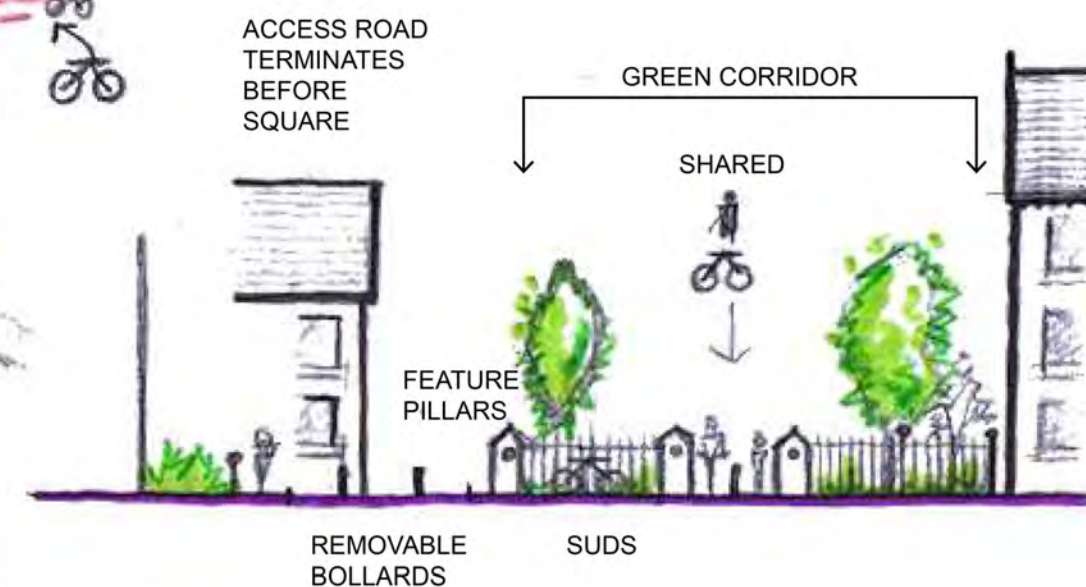 ACCESS ROAD
TERMINATES
BEFORE
SQUARE
GREEN CORRIDOR
SHARED
FEATURE
PILLARS
REMOVABLE
BOLLARDS
SUDS